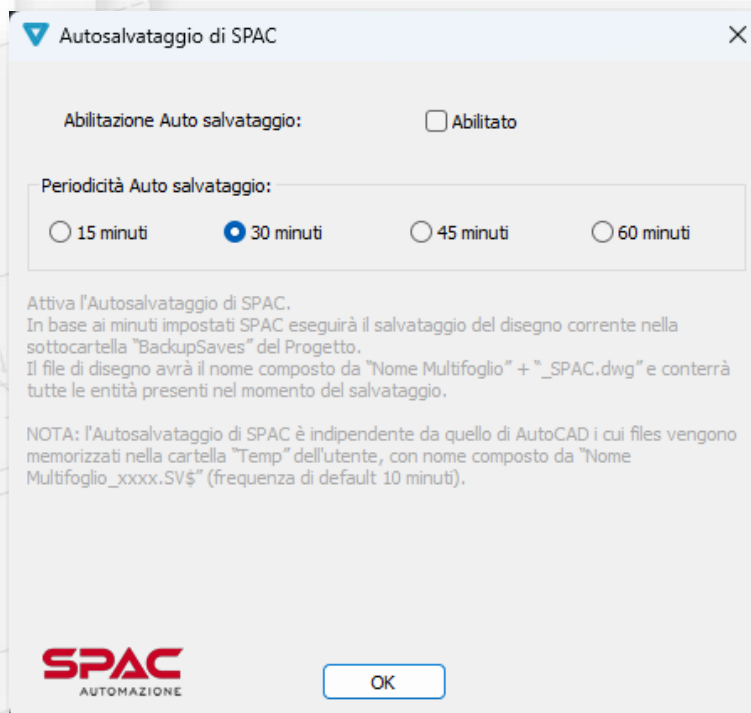 Autosalvataggio di SPAC
Abilitazione Auto salvataggio: Abilitato
Periodicità Auto salvataggio:
15 minuti 30 minuti 45 minuti 60 minuti
Attiva l'Autosalvataggio di SPAC.
In base ai minuti impostati SPAC eseguirà il salvataggio del disegno corrente nella
sottocartella "BackupSaves" del Progetto.
Il file di disegno avrà il nome composto da "Nome Multifoglio" + "_SPAC.dwg" e conterrà
tutte le entità presenti nel momento del salvataggio.
NOTA: l'Autosalvataggio di SPAC è indipendente da quello di AutoCAD i cui files vengono
memorizzati nella cartella "Temp" dell'utente, con nome composto da "Nome
Multifoglio_xxxx.SV$" (frequenza di default 10 minuti).
SPAC
AUTOMAZIONE
OK